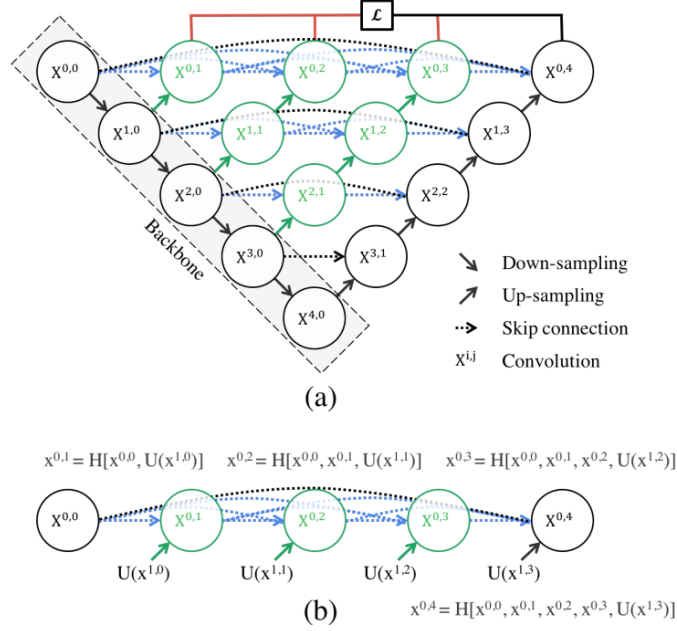 𝓛
X^{0,0} X^{0,1} X^{0,2} X^{0,3} X^{0,4}
X^{1,0} X^{1,1} X^{1,2} X^{1,3}
X^{2,0} X^{2,1} X^{2,2}
Backbone
X^{3,0} X^{3,1}
X^{4,0}
Down-sampling
Up-sampling
Skip connection
X^{i,j} Convolution
(a)
x^{0,1} = H[x^{0,0}, U(x^{1,0})] x^{0,2} = H[x^{0,0}, x^{0,1}, U(x^{1,1})] x^{0,3} = H[x^{0,0}, x^{0,1}, x^{0,2}, U(x^{1,2})]
X^{0,0} X^{0,1} X^{0,2} X^{0,3} X^{0,4}
U(x^{1,0}) U(x^{1,1}) U(x^{1,2}) U(x^{1,3})
(b)
x^{0,4} = H[x^{0,0}, x^{0,1}, x^{0,2}, x^{0,3}, U(x^{1,3})]